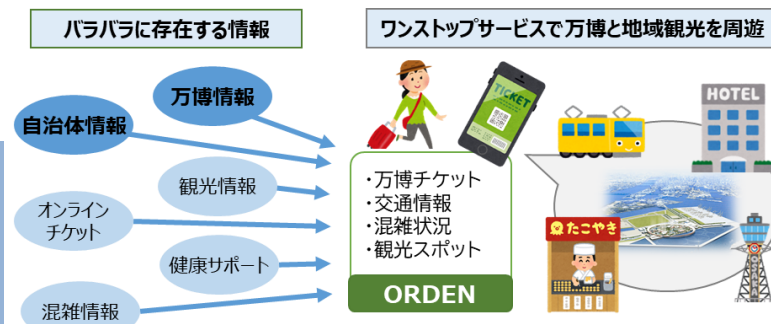 バラバラに存在する情報
ワンストップサービスで万博と地域観光を周遊
万博情報
自治体情報
観光情報
オンライン
チケット
健康サポート
混雑情報
TICKET
・万博チケット
・交通情報
・混雑状況
・観光スポット
ORDEN
HOTEL
たこやき